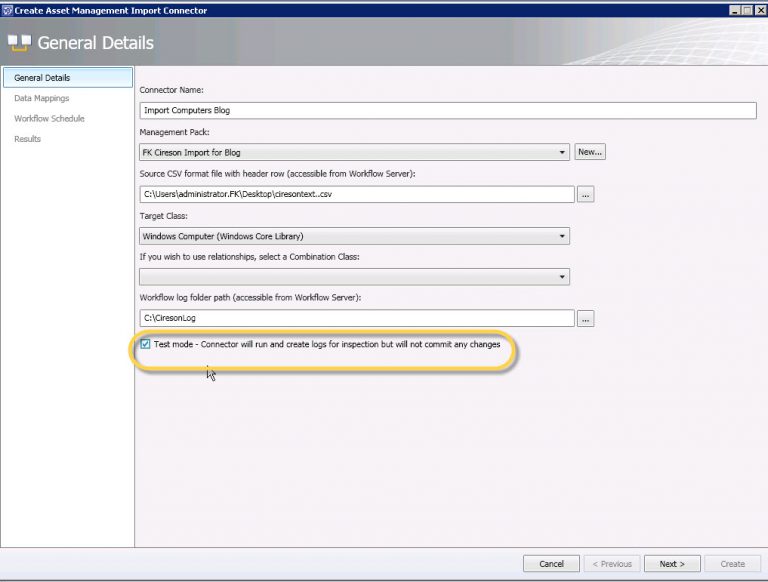 Create Asset Management Import Connector
General Details
General Details
Data Mappings
Workflow Schedule
Results
Connector Name:
Import Computers Blog
Management Pack:
FK Cireson Import for Blog
New...
Source CSV format file with header row (accessible from Workflow Server):
C:\Users\administrator.FK\Desktop\ciresontext..csv
...
Target Class:
Windows Computer (Windows Core Library)
If you wish to use relationships, select a Combination Class:
Workflow log folder path (accessible from Workflow Server):
C:\CiresonLog
...
Test mode - Connector will run and create logs for inspection but will not commit any changes
Cancel
< Previous
Next >
Create